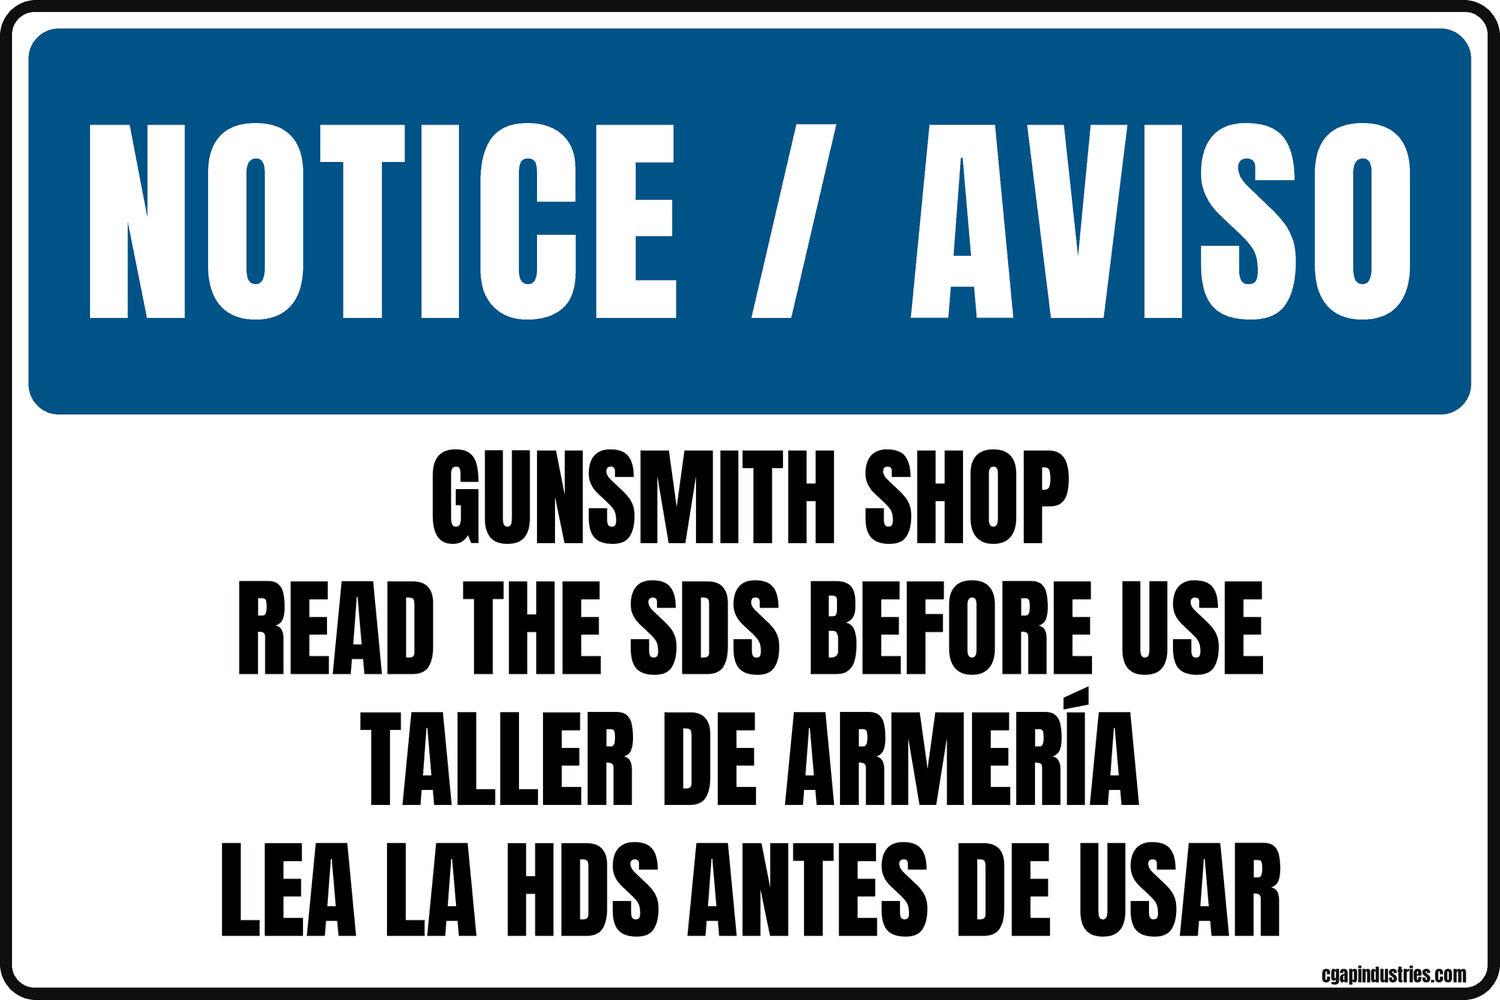 NOTICE / AVISO
GUNSMITH SHOP
READ THE SDS BEFORE USE
TALLER DE ARMERÍA
LEA LA HDS ANTES DE USAR
cgapindustries.com